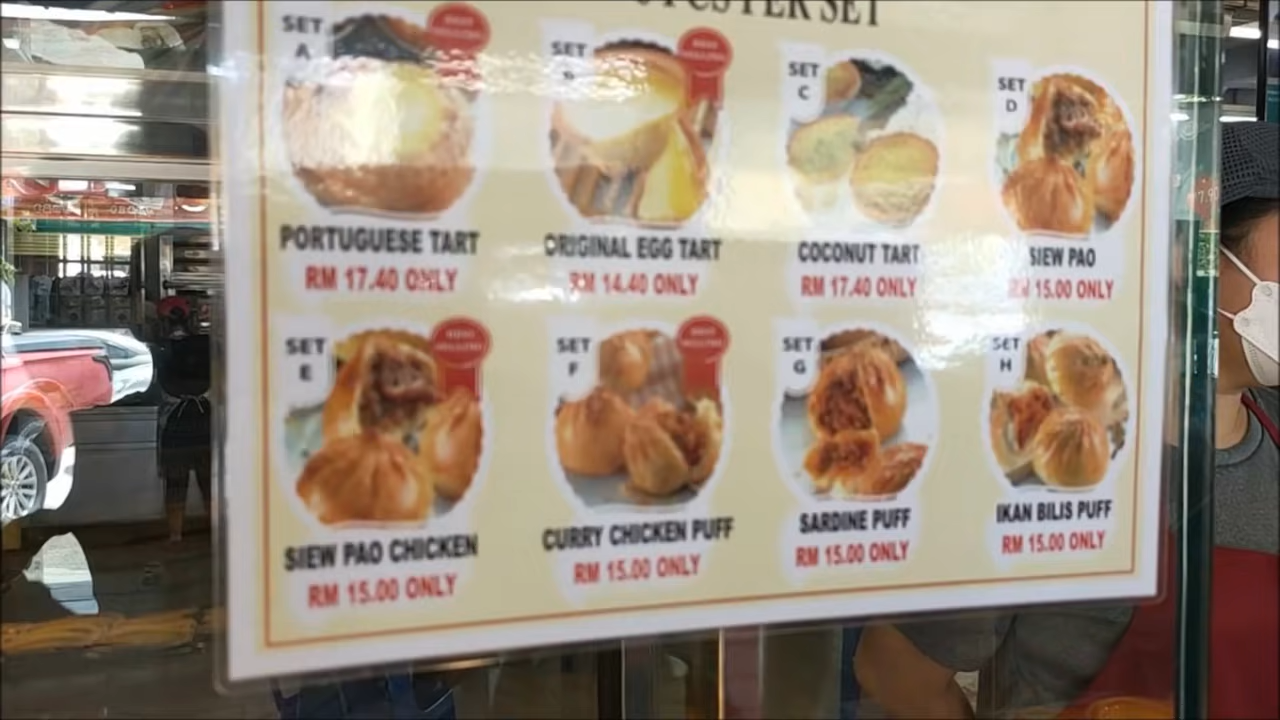 SET
SET
A
SET
B
SET
C
SET
D
PORTUGUESE TART
RM 17.40 ONLY
ORIGINAL EGG TART
RM 14.40 ONLY
COCONUT TART
RM 17.40 ONLY
SIEW PAO
RM 15.00 ONLY
SET
E
SET
F
SET
G
SET
H
SIEW PAO CHICKEN
RM 15.00 ONLY
CURRY CHICKEN PUFF
RM 15.00 ONLY
SARDINE PUFF
RM 15.00 ONLY
IKAN BILIS PUFF
RM 15.00 ONLY